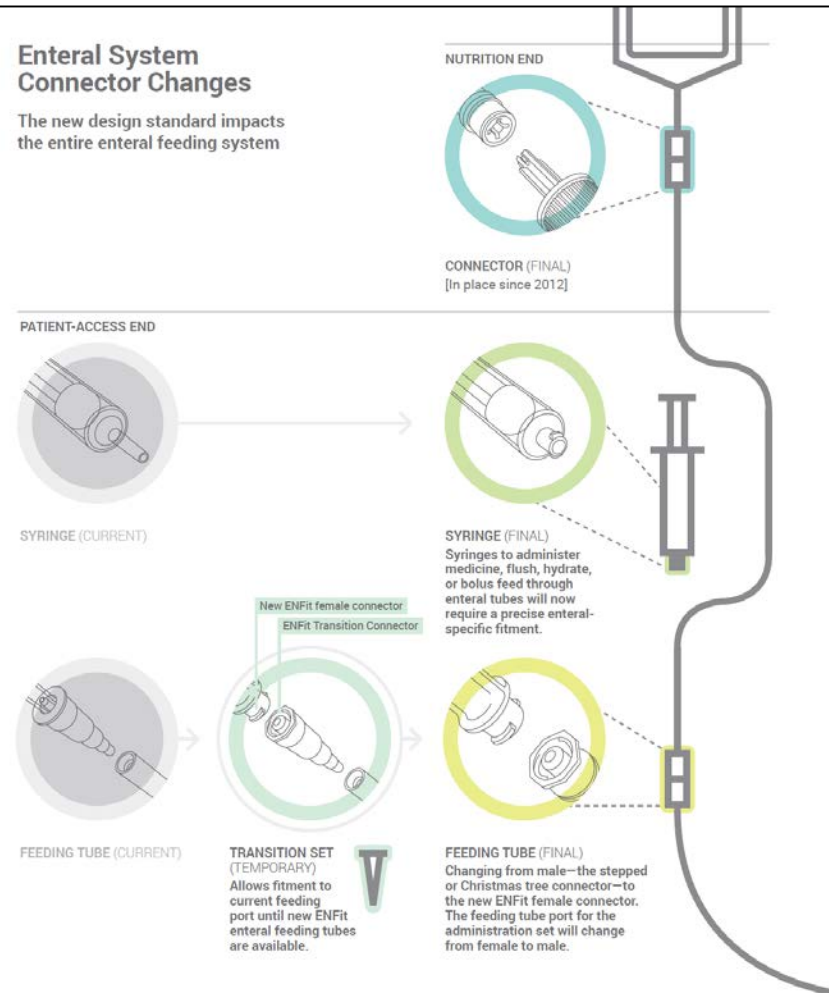 Enteral System
Connector Changes
The new design standard impacts
the entire enteral feeding system
NUTRITION END
CONNECTOR (FINAL)
[In place since 2012]
PATIENT-ACCESS END
SYRINGE (CURRENT)
SYRINGE (FINAL)
Syringes to administer
medicine, flush, hydrate,
or bolus feed through
enteral tubes will now
require a precise enteral-
specific fitment.
New ENFit female connector
ENFit Transition Connector
FEEDING TUBE (CURRENT)
TRANSITION SET
(TEMPORARY)
Allows fitment to
current feeding
port until new ENFit
enteral feeding tubes
are available.
FEEDING TUBE (FINAL)
Changing from male—the stepped
or Christmas tree connector—to
the new ENFit female connector.
The feeding tube port for the
administration set will change
from female to male.